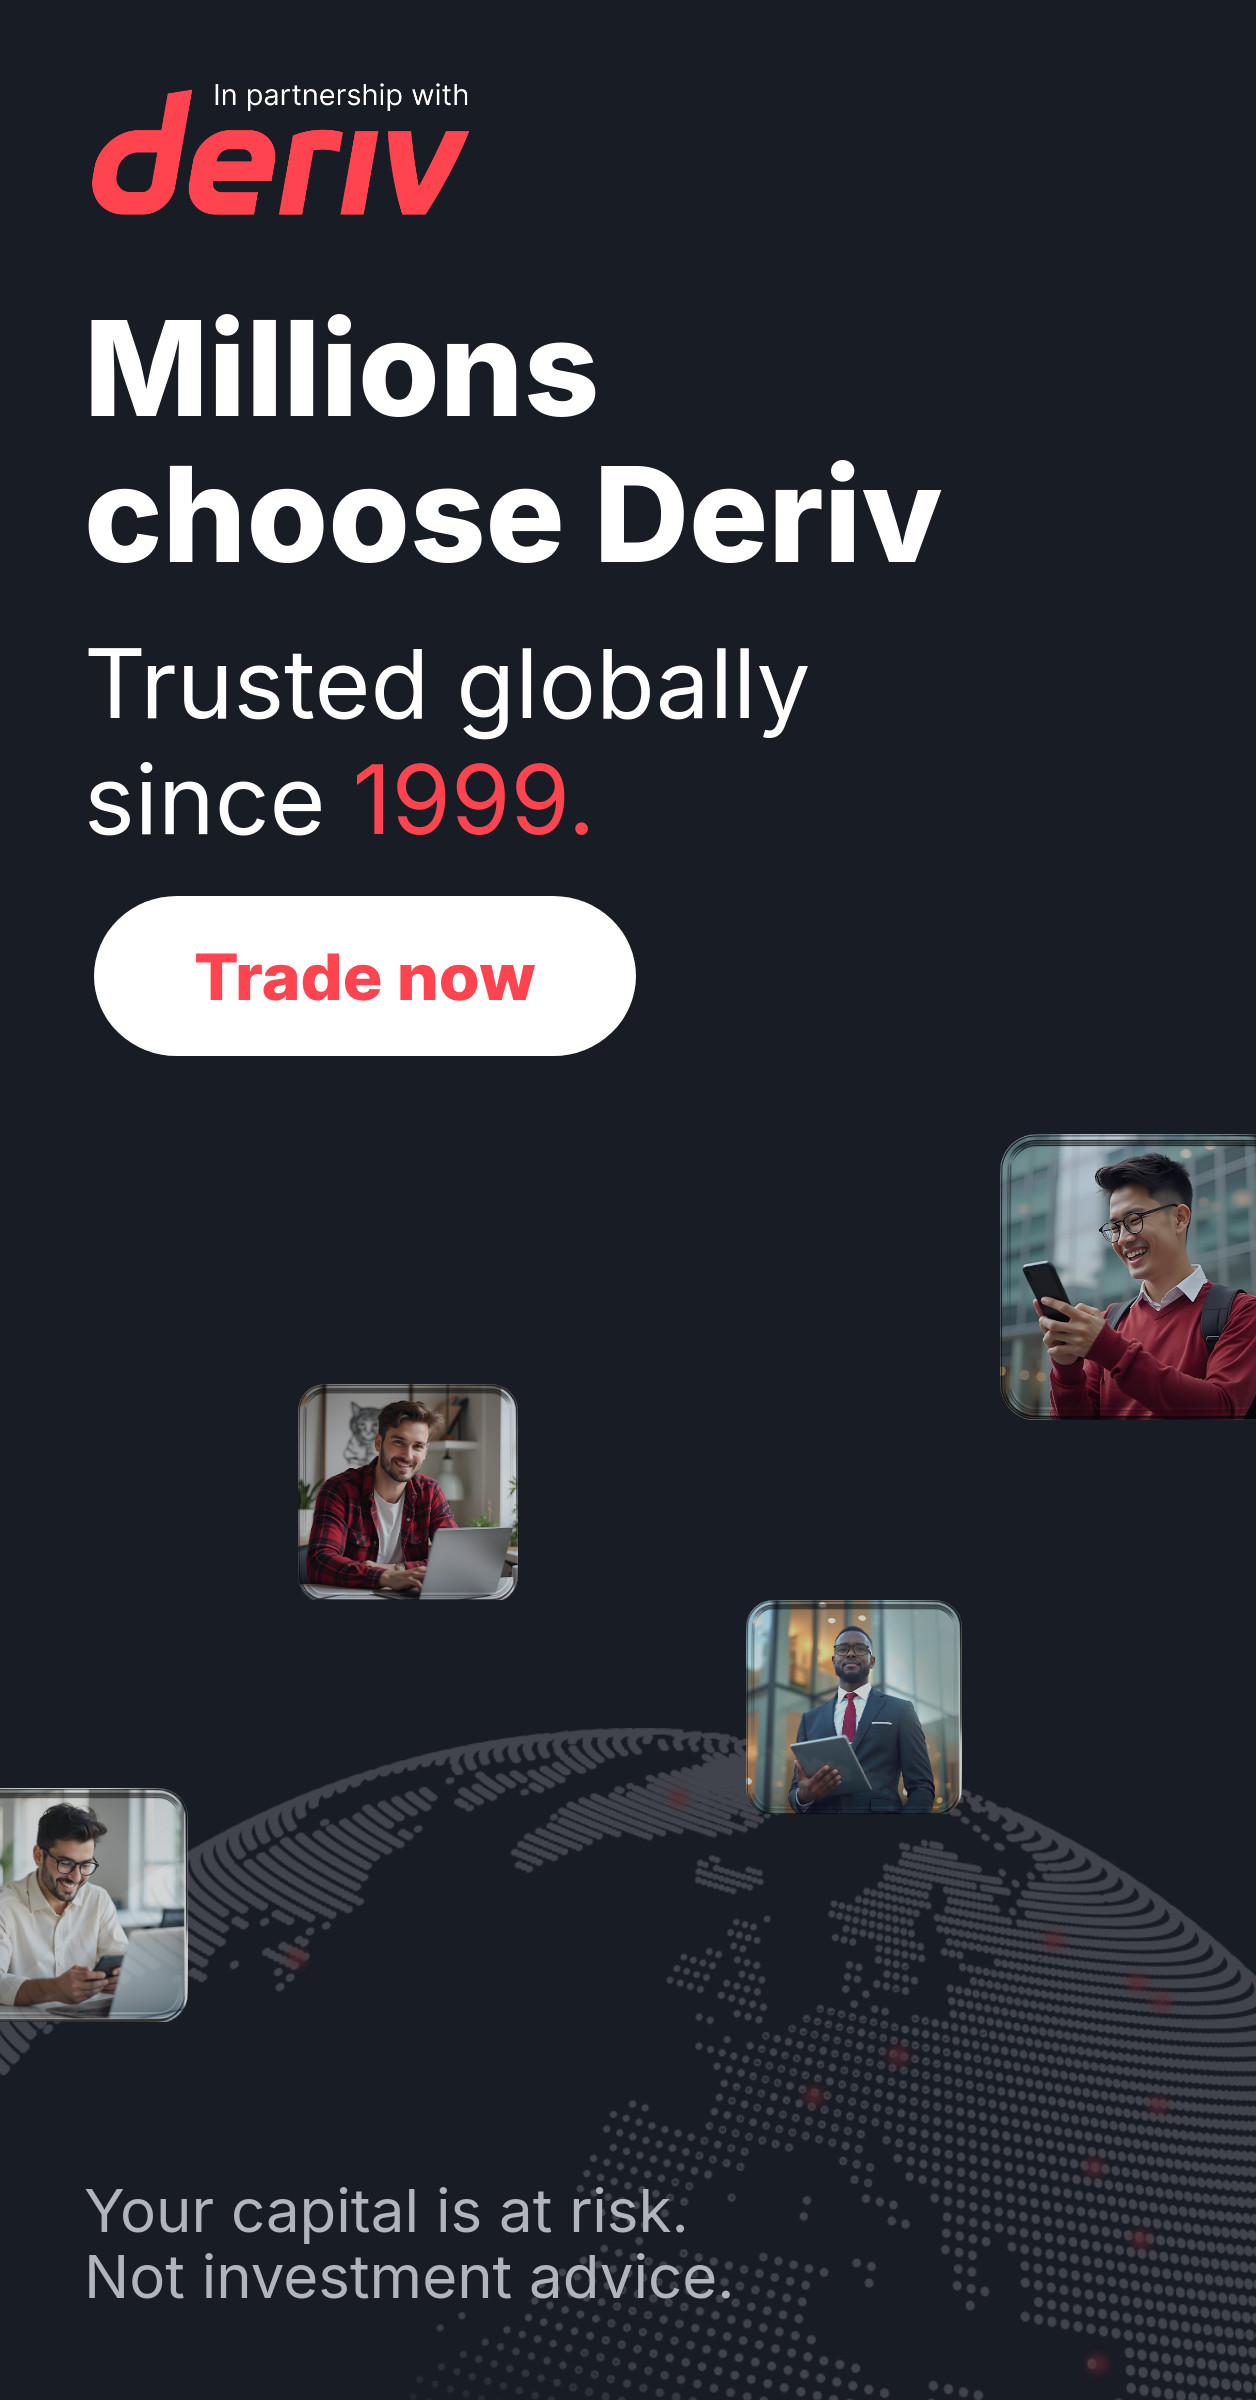 In partnership with
deriv
Millions
choose Deriv
Trusted globally
since 1999.
Trade now
Your capital is at risk.
Not investment advice.